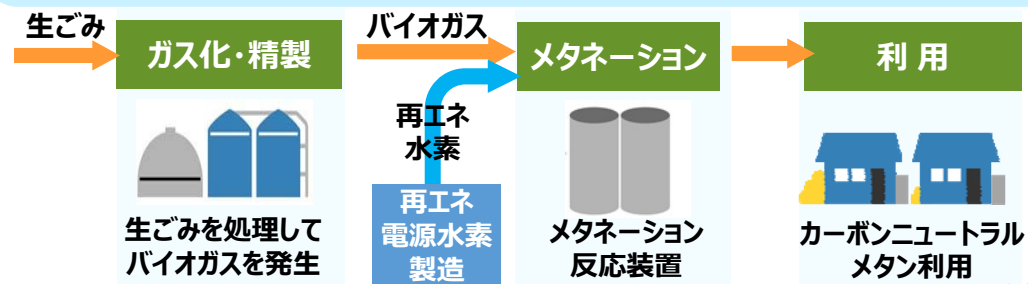 生ごみ
ガス化・精製
生ごみを処理して
バイオガスを発生
バイオガス
再エネ
水素
再エネ
電源水素
製造
メタネーション
メタネーション
反応装置
利 用
カーボンニュートラル
メタン利用